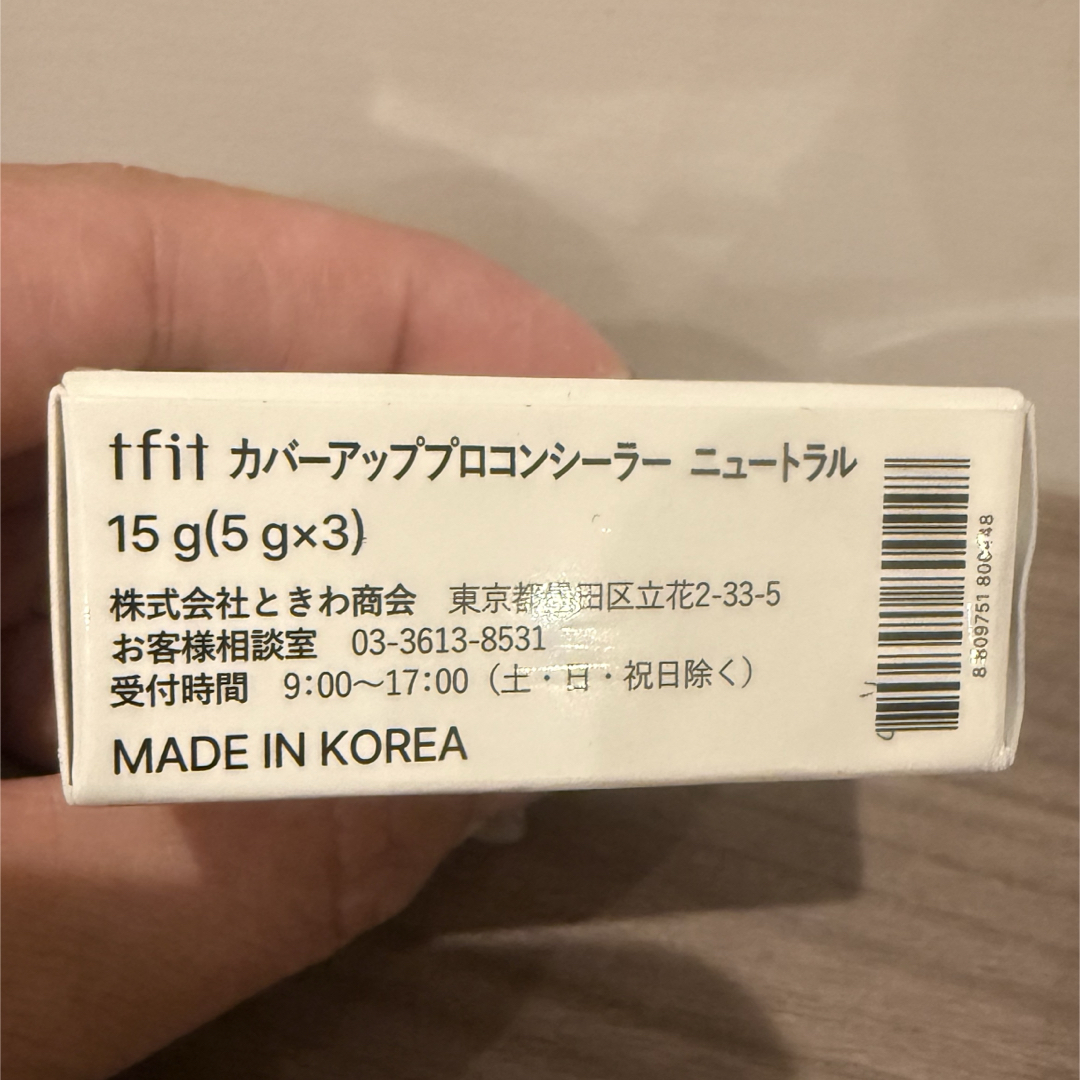 tfit カバーアッププロコンシーラー ニュートラル
15 g(5 g×3)
株式会社ときわ商会 東京都墨田区立花2-33-5
お客様相談室 03-3613-8531
受付時間 9:00〜17:00（土・日・祝日除く）
MADE IN KOREA